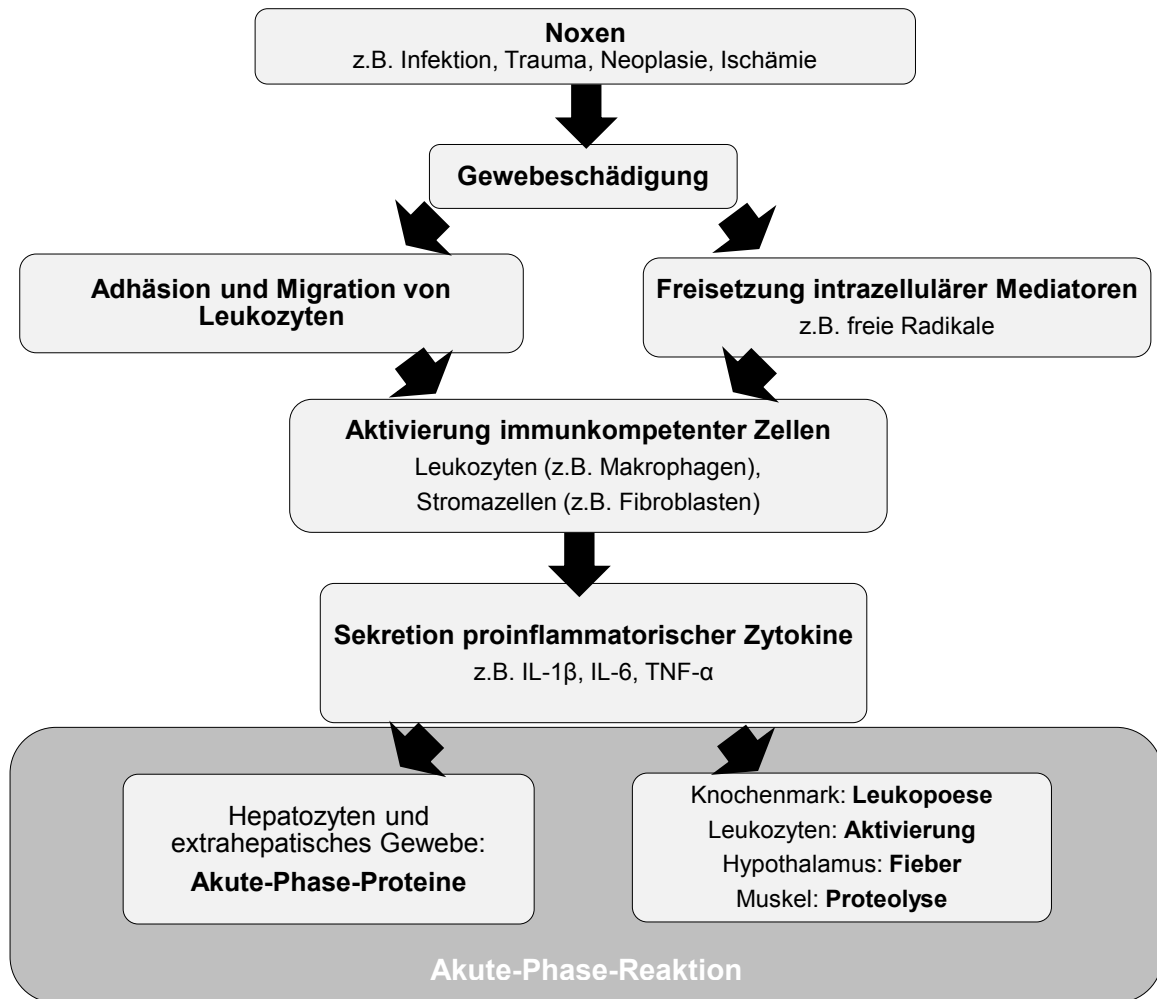 Noxen
z.B. Infektion, Trauma, Neoplasie, Ischämie
Gewebeschädigung
Adhäsion und Migration von
Leukozyten
Freisetzung intrazellulärer Mediatoren
z.B. freie Radikale
Aktivierung immunkompetenter Zellen
Leukozyten (z.B. Makrophagen),
Stromazellen (z.B. Fibroblasten)
Sekretion proinflammatorischer Zytokine
z.B. IL-1β, IL-6, TNF-α
Hepatozyten und
extrahepatisches Gewebe:
Akute-Phase-Proteine
Knochenmark: Leukopoese
Leukozyten: Aktivierung
Hypothalamus: Fieber
Muskel: Proteolyse
Akute-Phase-Reaktion